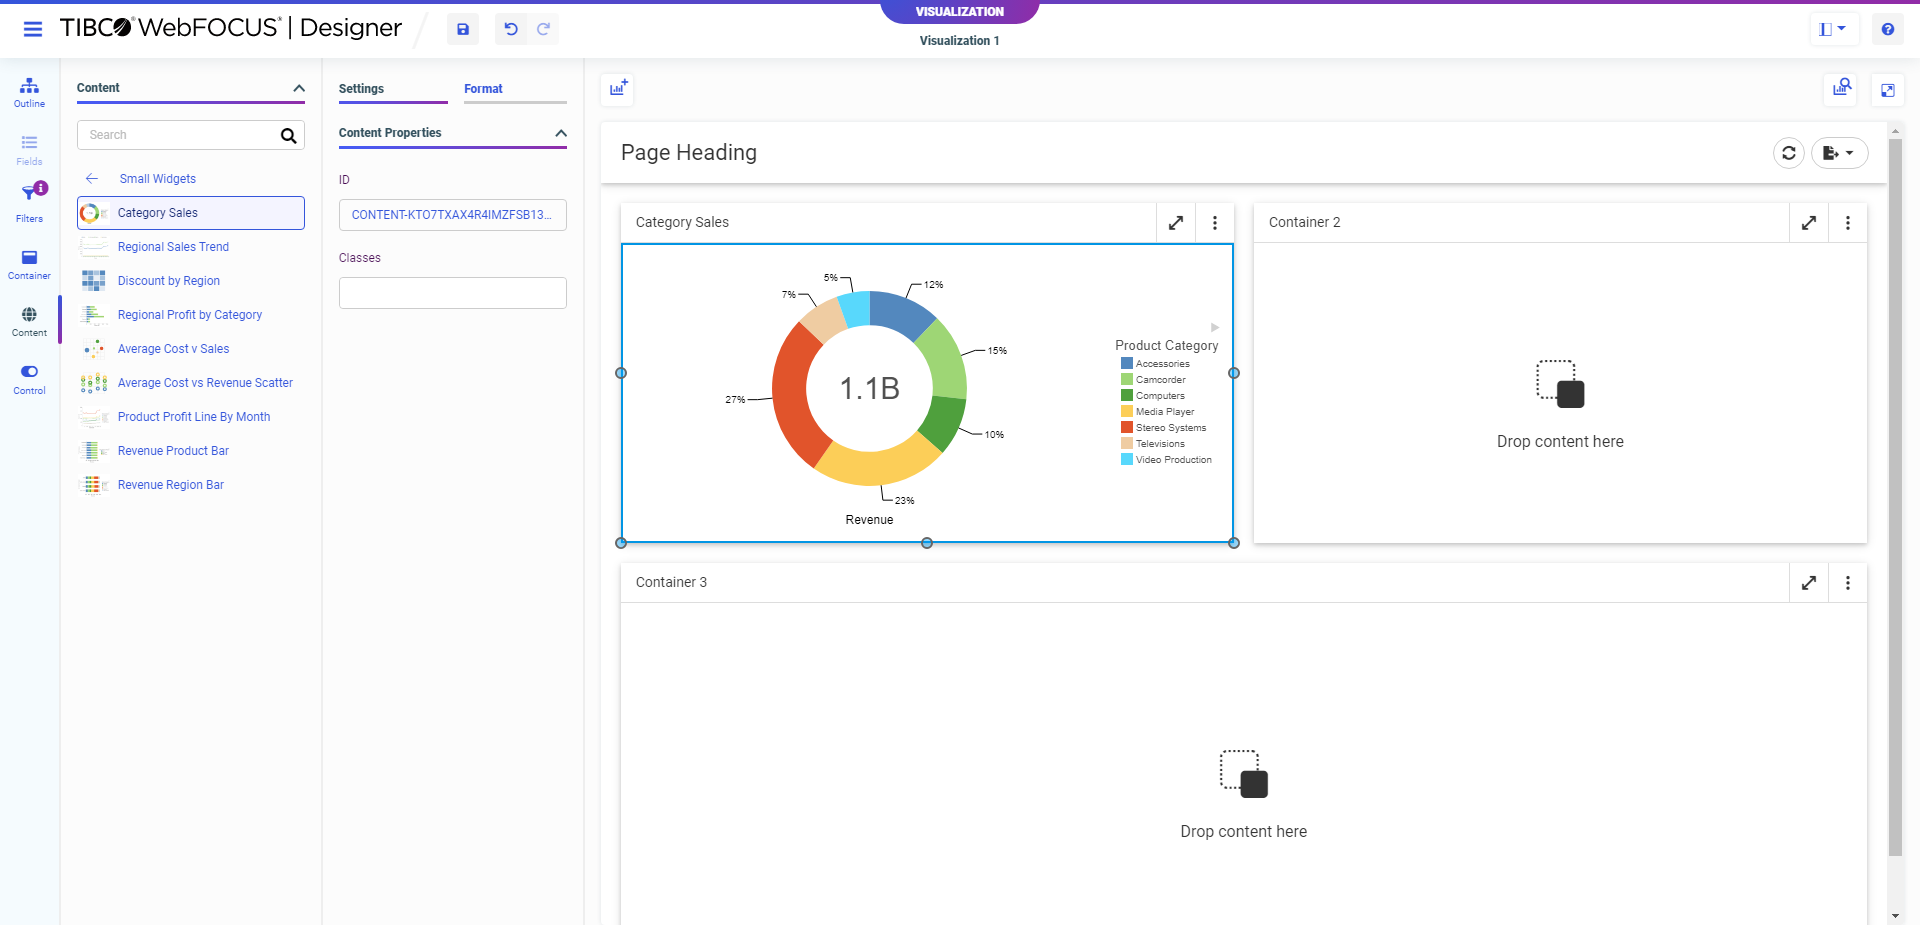 VISUALIZATION
TIBCO® WebFOCUS® | Designer
Visualization 1
Outline
Fields
Filters
Container
Content
Control
Content
Search
Small Widgets
Category Sales
Regional Sales Trend
Discount by Region
Regional Profit by Category
Average Cost v Sales
Average Cost vs Revenue Scatter
Product Profit Line By Month
Revenue Product Bar
Revenue Region Bar
Settings
Format
Content Properties
ID
CONTENT-KTO7TXAX4R4IMZFSB13...
Classes
Page Heading
Category Sales
5%
12%
7%
15%
27%
1.1B
10%
23%
Revenue
Product Category
Accessories
Camcorder
Computers
Media Player
Stereo Systems
Televisions
Video Production
Container 2
Drop content here
Container 3
Drop content here